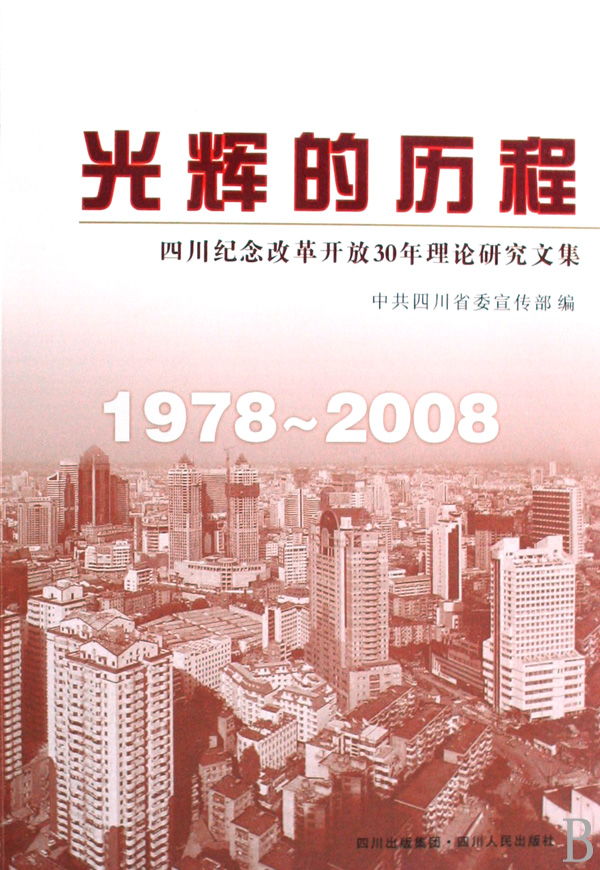 光辉的历程
四川纪念改革开放30年理论研究文集
中共四川省委宣传部 编
1978~2008
四川出版集团·四川人民出版社
B